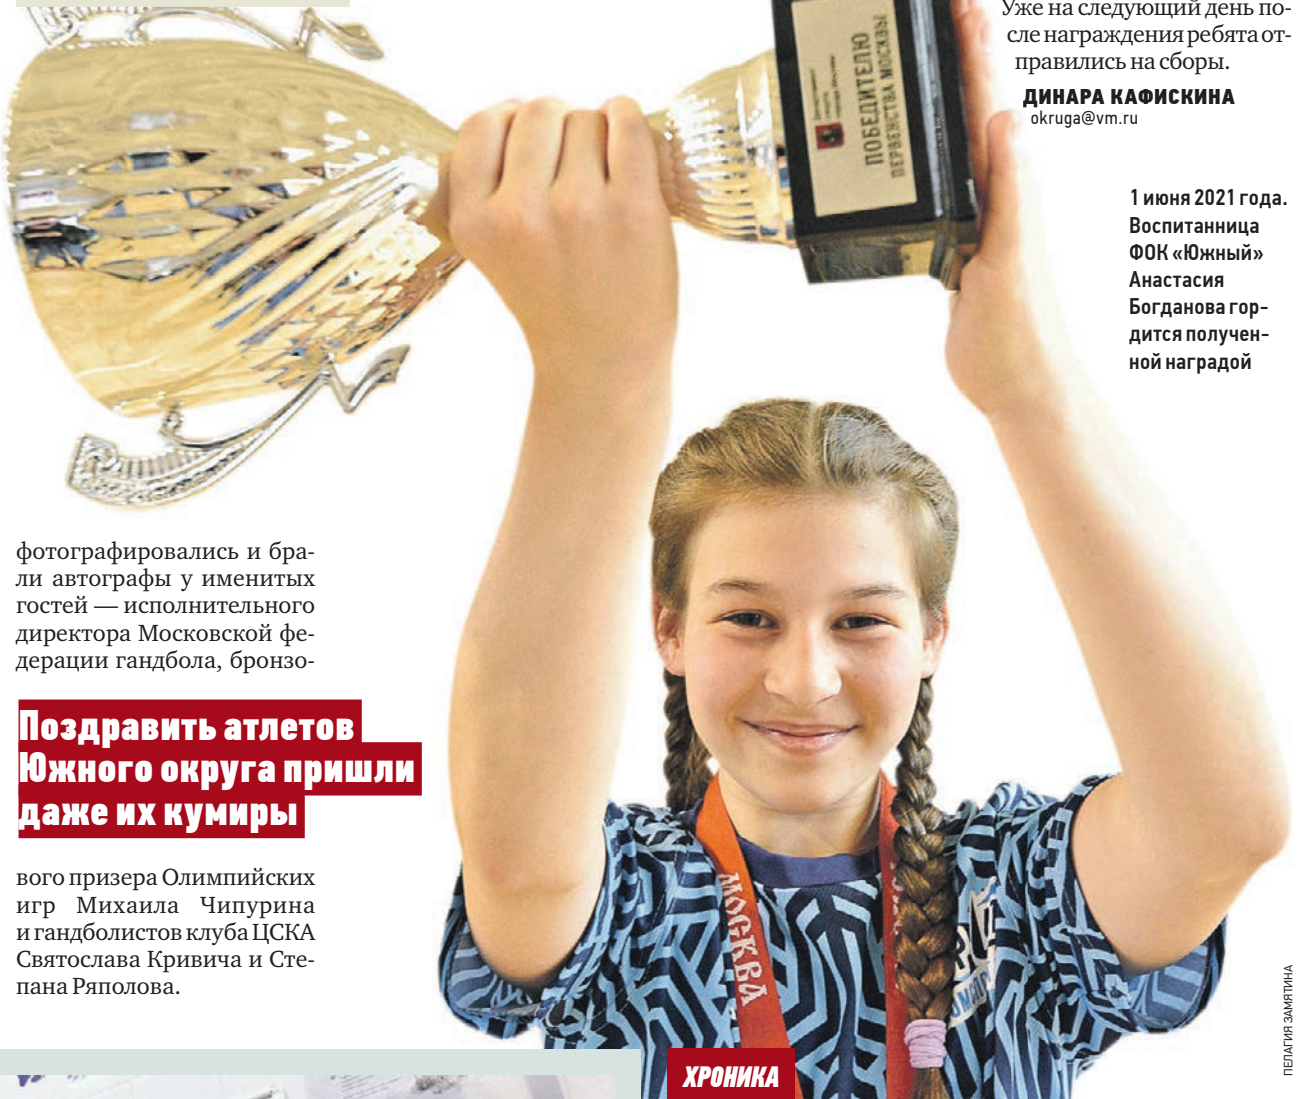 фотографировались и бра-
ли автографы у именитых
гостей — исполнительного
директора Московской фе-
дерации гандбола, бронзо-
Поздравить атлетов
Южного округа пришли
даже их кумиры
вого призера Олимпийских
игр Михаила Чипурина
и гандболистов клуба ЦСКА
Святослава Кривича и Сте-
пана Ряполова.
ПОБЕДИТЕЛЮ
ПЕРВЕНСТВА МОСКВЫ
МОСКВА
Уже на следующий день по-
сле награждения ребята от-
правились на сборы.
ДИНАРА КАФИСКИНА
okruga@vm.ru
1 июня 2021 года.
Воспитанница
ФОК «Южный»
Анастасия
Богданова гор-
дится получен-
ной наградой
ПЕЛАГИЯ ЗАМЯТИНА
ХРОНИКА